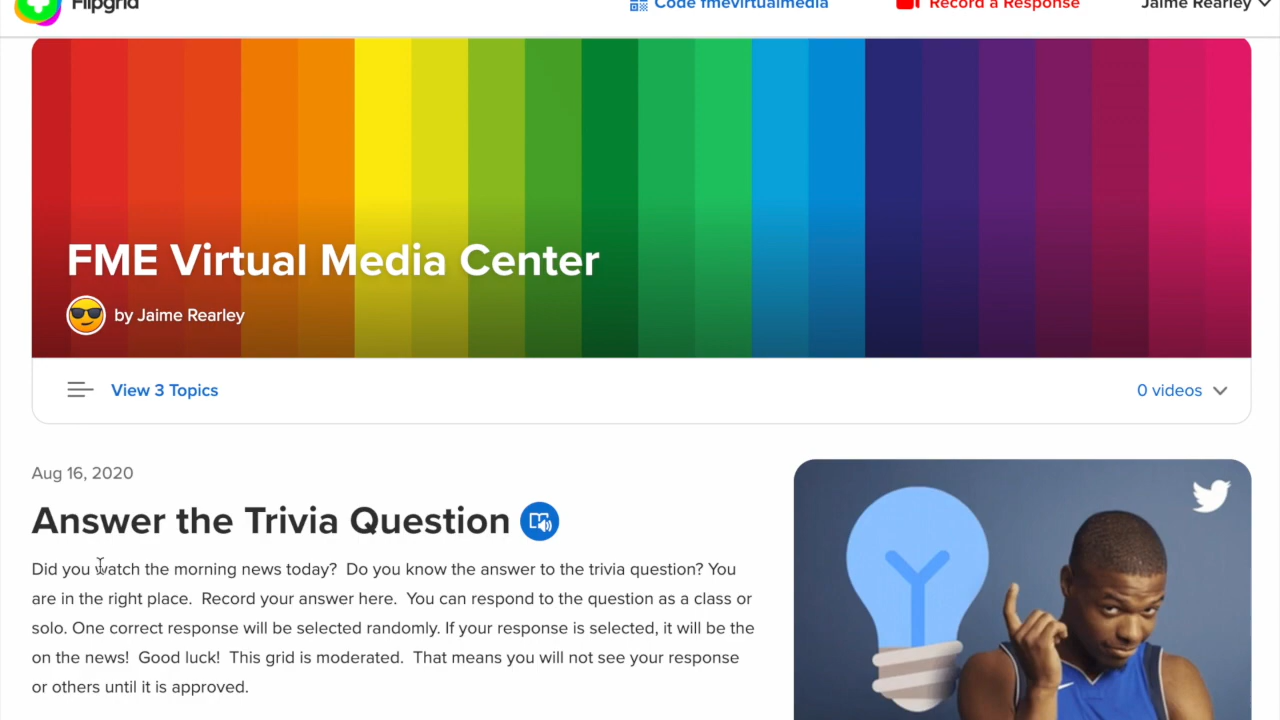 Flipgrid
Code fmevirtualmedia
Record a Response
Jaime Rearley
FME Virtual Media Center
by Jaime Rearley
View 3 Topics
0 videos
Aug 16, 2020
Answer the Trivia Question
Did you watch the morning news today?  Do you know the answer to the trivia question? You
are in the right place.  Record your answer here.  You can respond to the question as a class or
solo. One correct response will be selected randomly. If your response is selected, it will be the
on the news!  Good luck!  This grid is moderated.  That means you will not see your response
or others until it is approved.